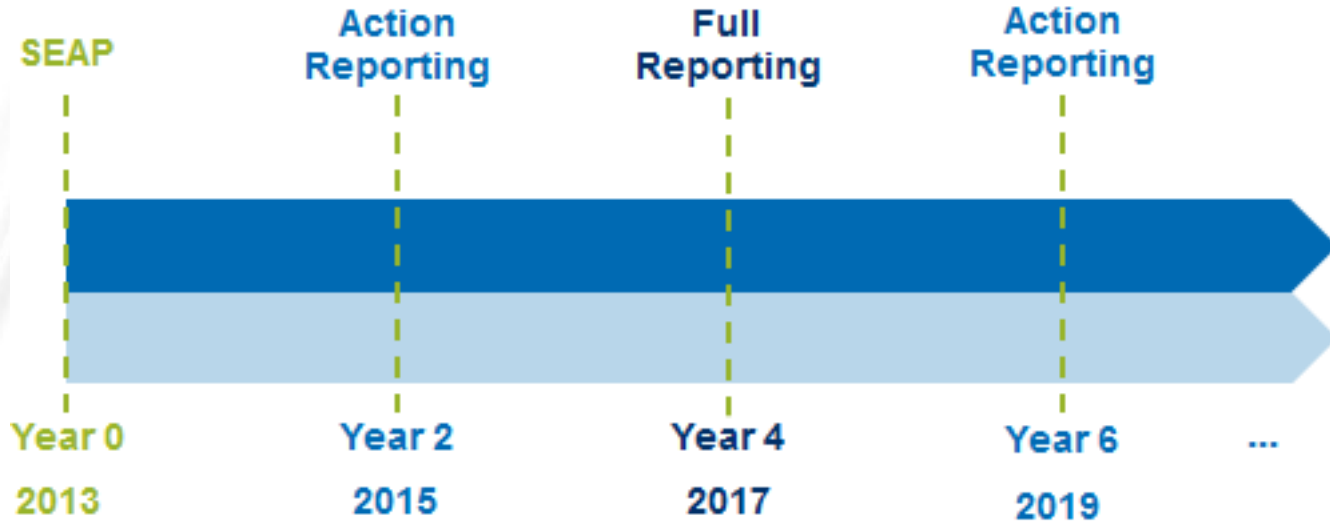 SEAP
Action
Reporting
Full
Reporting
Action
Reporting
Year 0
2013
Year 2
2015
Year 4
2017
Year 6
2019
...